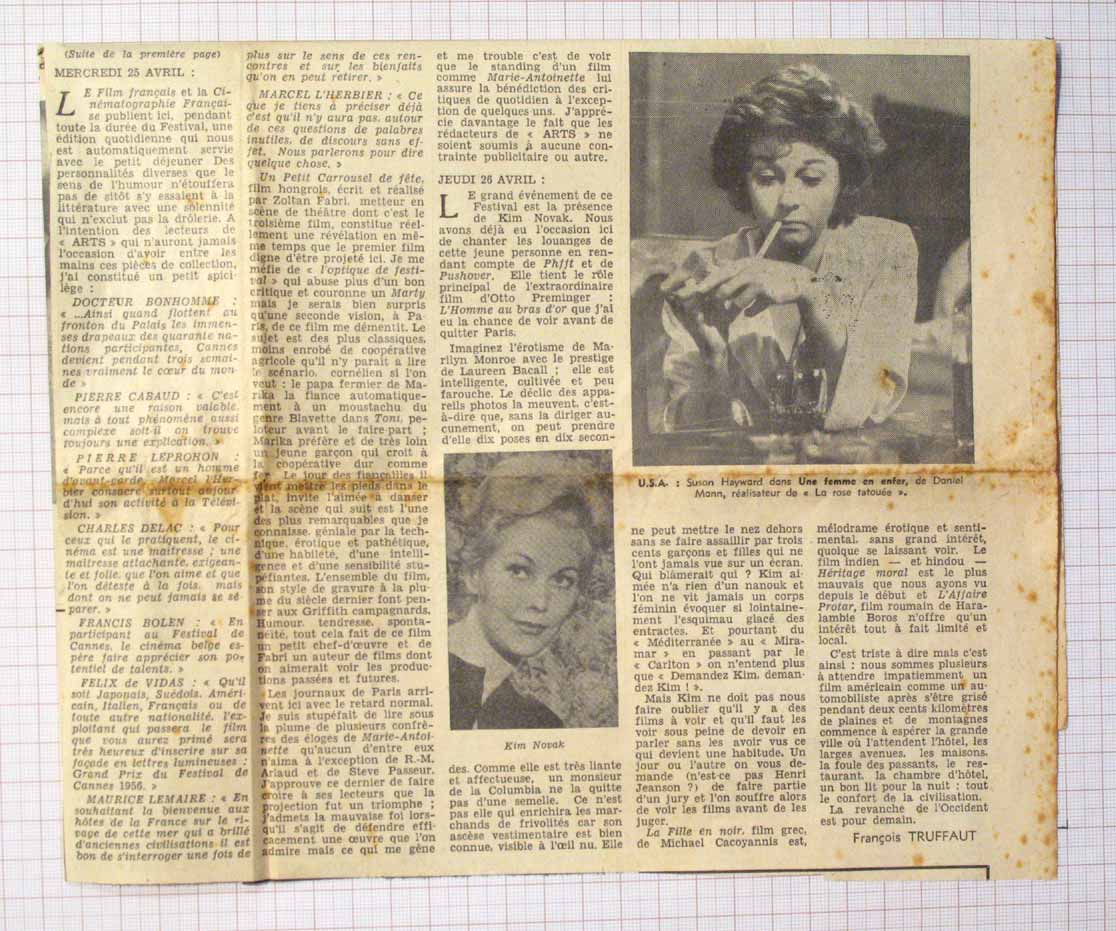 (Suite de la première page)
MERCREDI 25 AVRIL :
LE Film français et la Ci-
nématographie Françai-
se publient ici, pendant
toute la durée du Festival, une
édition quotidienne qui nous
est automatiquement servie
avec le petit déjeuner Des
personnalités diverses que le
sens de l'humour n'étouffera
pas de sitôt s'y essaient à la
littérature avec une solennité
qui n'exclut pas la drôlerie. A
l'intention des lecteurs de
« ARTS » qui n'auront jamais
l'occasion d'avoir entre les
mains ces pièces de collection,
j'ai constitué un petit spici-
lège :
DOCTEUR BONHOMME :
« ...Ainsi quand flottent au
fronton du Palais les immen-
ses drapeaux des quarante na-
tions participantes, Cannes
devient pendant trois semai-
nes vraiment le cœur du mon-
de »
PIERRE CABAUD : « C'est
encore une raison valable,
mais à tout phénomène aussi
complexe soit-il on trouve
toujours une explication. »
PIERRE LEPROHON :
« Parce qu'il est un homme
d'avant-garde, Marcel l'Her-
bier consacre surtout aujour-
d'hui son activité à la Télévi-
sion. »
CHARLES DELAC : « Pour
ceux qui le pratiquent, le ci-
néma est une maîtresse ; une
maîtresse attachante, exigean-
te et folle, que l'on aime et que
l'on déteste à la fois, mais
dont on ne peut jamais se sé-
parer. »
FRANCIS BOLEN : « En
participant au Festival de
Cannes, le cinéma belge es-
père faire apprécier son po-
tentiel de talents. »
FELIX de VIDAS : « Qu'il
soit Japonais, Suédois, Améri-
cain, Italien, Français ou de
toute autre nationalité, l'ex-
ploitant qui passera le film
que vous aurez primé sera
très heureux d'inscrire sur sa
façade en lettres lumineuses :
Grand Prix du Festival de
Cannes 1956. »
MAURICE LEMAIRE : « En
souhaitant la bienvenue aux
hôtes de la France sur le ri-
vage de cette mer qui a brillé
d'anciennes civilisations il est
bon de s'interroger une fois de
plus sur le sens de ces ren-
contres et sur les bienfaits
qu'on en peut retirer. »
MARCEL L'HERBIER : « Ce
que je tiens à préciser déjà
c'est qu'il n'y aura pas, autour
de ces questions de palabres
inutiles, de discours sans ef-
fet. Nous parlerons pour dire
quelque chose. »
Un Petit Carrousel de fête,
film hongrois, écrit et réalisé
par Zoltan Fabri, metteur en
scène de théâtre dont c'est le
troisième film, constitue réel-
lement une révélation en mê-
me temps que le premier film
digne d'être projeté ici. Je me
méfie de « l'optique de festi-
val » qui abuse plus d'un bon
critique et couronne un Marty
mais je serais bien surpris
qu'une seconde vision, à Pa-
ris, de ce film me démentit. Le
sujet est des plus classiques,
moins enrobé de coopérative
agricole qu'il n'y paraît à lire
le scénario, cornélien si l'on
veut : le papa fermier de Ma-
rika la fiance automatique-
ment à un moustachu du
genre Blavette dans Toni, pe-
loteur avant le faire-part ;
Marika préfère et de très loin
un jeune garçon qui croit à
la coopérative dur comme
fer. Le jour des fiançailles il
vient mettre les pieds dans le
plat, invite l'aimée à danser
et la scène qui suit est l'une
des plus remarquables que je
connaisse, géniale par la tech-
nique, érotique et pathétique,
d'une habileté, d'une intelli-
gence et d'une sensibilité stu-
péfiantes. L'ensemble du film,
son style de gravure à la plu-
me du siècle dernier font pen-
ser aux Griffith campagnards.
Humour, tendresse, sponta-
néité, tout cela fait de ce film
un petit chef-d'œuvre et de
Fabri un auteur de films dont
on aimerait voir les produc-
tions passées et futures.
Les journaux de Paris arri-
vent ici avec le retard normal.
Je suis stupéfait de lire sous
la plume de plusieurs confrè-
res des éloges de Marie-Antoi-
nette qu'aucun d'entre eux
n'aima à l'exception de R.-M.
Arlaud et de Steve Passeur.
J'approuve ce dernier de faire
croire à ses lecteurs que la
projection fut un triomphe ;
j'admets la mauvaise foi lors-
qu'il s'agit de défendre effi-
cacement une œuvre que l'on
admire mais ce qui me gêne
et me trouble c'est de voir
que le standing d'un film
comme Marie-Antoinette lui
assure la bénédiction des cri-
tiques de quotidien à l'excep-
tion de quelques-uns. J'appré-
cie davantage le fait que les
rédacteurs de « ARTS » ne
soient soumis à aucune con-
trainte publicitaire ou autre.
JEUDI 26 AVRIL :
LE grand événement de ce
Festival est la présence
de Kim Novak. Nous
avons déjà eu l'occasion ici
de chanter les louanges de
cette jeune personne en ren-
dant compte de Phfft et de
Pushover. Elle tient le rôle
principal de l'extraordinaire
film d'Otto Preminger :
L'Homme au bras d'or que j'ai
eu la chance de voir avant de
quitter Paris.
Imaginez l'érotisme de Ma-
rilyn Monroe avec le prestige
de Laureen Bacall ; elle est
intelligente, cultivée et peu
farouche. Le déclic des appa-
reils photos la meuvent, c'est-
à-dire que, sans la diriger au-
cunement, on peut prendre
d'elle dix poses en dix secon-
Kim Novak
des. Comme elle est très liante
et affectueuse, un monsieur
de la Columbia ne la quitte
pas d'une semelle. Ce n'est
pas elle qui enrichira les mar-
chands de frivolités car son
ascèse vestimentaire est bien
connue, visible à l'œil nu. Elle
U.S.A. : Susan Hayward dans Une femme en enfer, de Daniel
Mann, réalisateur de « La rose tatouée ».
ne peut mettre le nez dehors
sans se faire assaillir par trois
cents garçons et filles qui ne
l'ont jamais vue sur un écran.
Qui blâmerait qui ? Kim ai-
mée n'a rien d'un nanouk et
l'on ne vit jamais un corps
féminin évoquer si lointaine-
ment l'esquimau glacé des
entractes. Et pourtant du
« Méditerranée » au « Mira-
mar » en passant par le
« Carlton » on n'entend plus
que « Demandez Kim, deman-
dez Kim ! ».
Mais Kim ne doit pas nous
faire oublier qu'il y a des
films à voir et qu'il faut les
voir sous peine de devoir en
parler sans les avoir vus ce
qui devient une habitude. Un
jour ou l'autre on vous de-
mande (n'est-ce pas Henri
Jeanson ?) de faire partie
d'un jury et l'on souffre alors
de voir les films avant de les
juger.
La Fille en noir, film grec,
de Michael Cacoyannis est,
mélodrame érotique et senti-
mental, sans grand intérêt,
quoique se laissant voir. Le
film indien — et hindou —
Héritage moral est le plus
mauvais que nous ayons vu
depuis le début et L'Affaire
Protar, film roumain de Hara-
lambie Boros n'offre qu'un
intérêt tout à fait limité et
local.
C'est triste à dire mais c'est
ainsi : nous sommes plusieurs
à attendre impatiemment un
film américain comme un au-
tomobiliste après s'être grisé
pendant deux cents kilomètres
de plaines et de montagnes
commence à espérer la grande
ville où l'attendent l'hôtel, les
larges avenues, les maisons,
la foule des passants, le res-
taurant, la chambre d'hôtel,
un bon lit pour la nuit : tout
le confort de la civilisation.
La revanche de l'Occident
est pour demain.
François TRUFFAUT